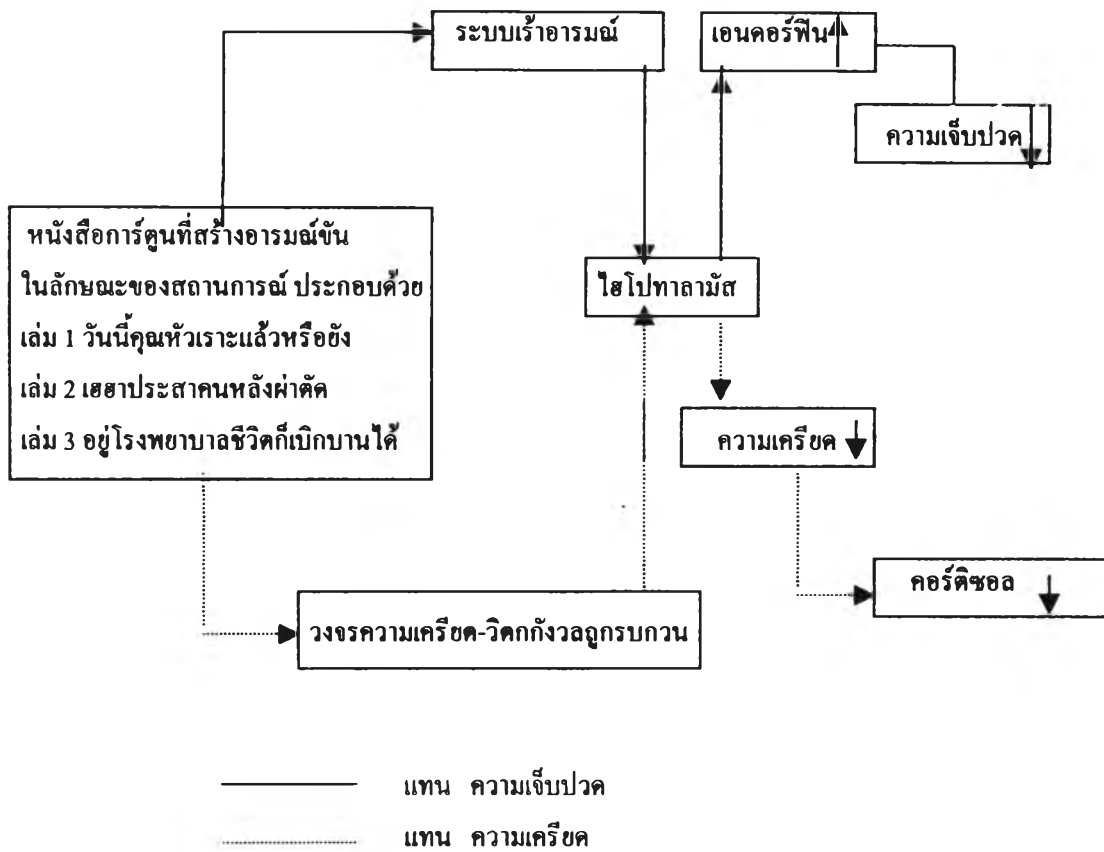 ระบบเร้าอารมณ์
เอนดอร์ฟิน
ความเจ็บปวด
หนังสือการ์ตูนที่สร้างอารมณ์ขัน
ในลักษณะของสถานการณ์ ประกอบด้วย
เล่ม 1 วันนี้คุณหัวเราะแล้วหรือยัง
เล่ม 2 เฮฮาประสาคนหลังผ่าตัด
เล่ม 3 อยู่โรงพยาบาลชีวิตก็เบิกบานได้
ไฮโปทาลามัส
ความเครียด
คอร์ติซอล
วงจรความเครียด-วิตกกังวลถูกรบกวน
แทน ความเจ็บปวด
แทน ความเครียด